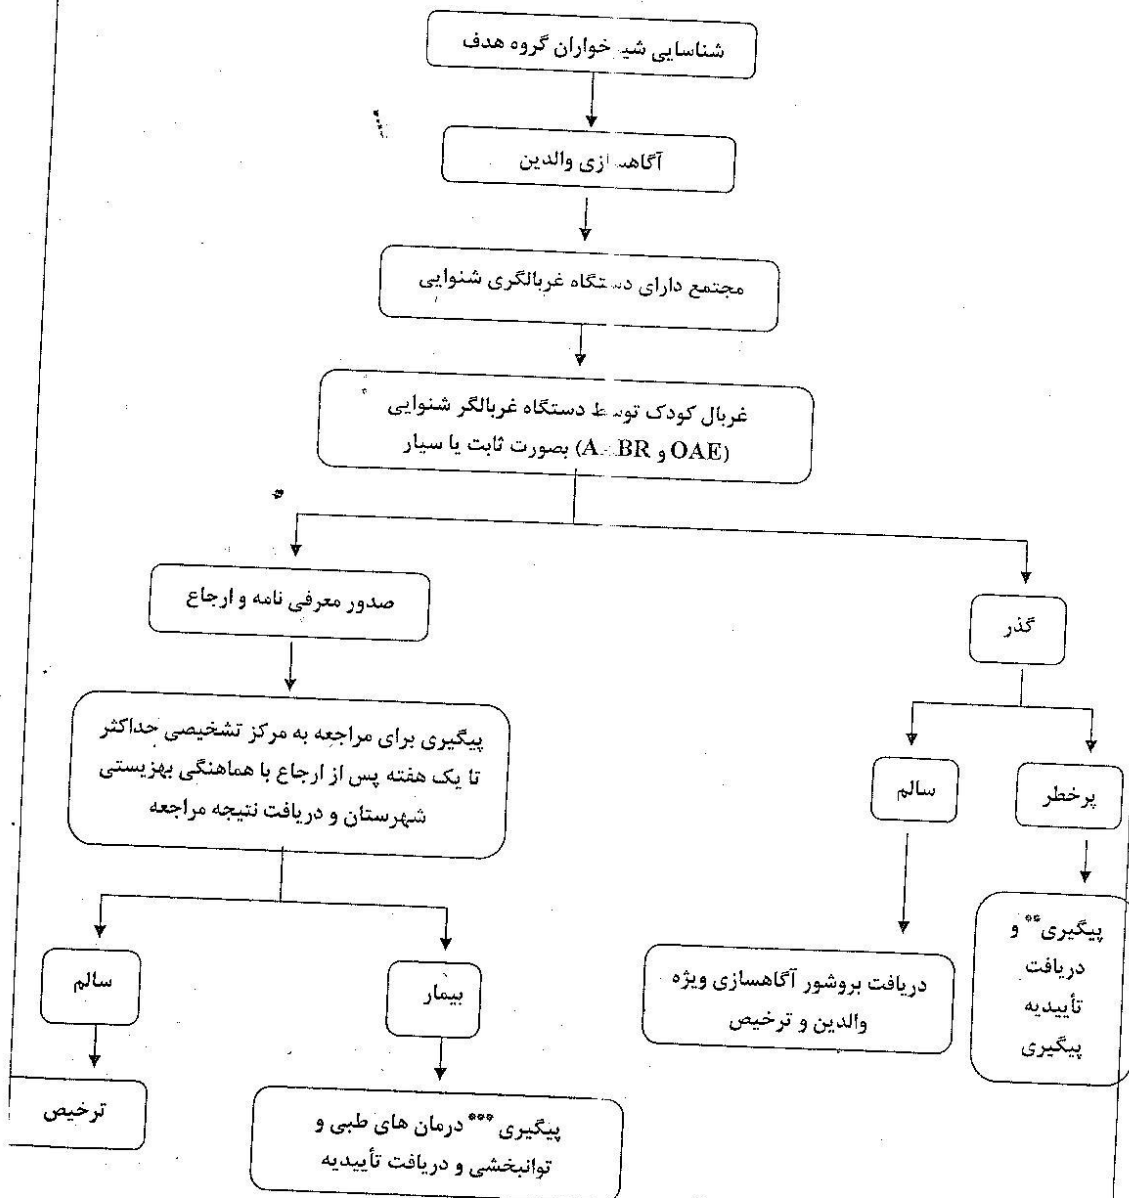 شناسایی شیرخواران گروه هدف
آگاهسازی والدین
مجتمع دارای دستگاه غربالگری شنوایی
غربال کودک توسط دستگاه غربالگر شنوایی
(OAE و AABR) بصورت ثابت یا سیار
گذر
صدور معرفی نامه و ارجاع
پرخطر
سالم
پیگیری برای مراجعه به مرکز تشخیصی حداکثر
تا یک هفته پس از ارجاع با هماهنگی بهزیستی
شهرستان و دریافت نتیجه مراجعه
پیگیری** و
دریافت
تأییدیه
پیگیری
دریافت بروشور آگاهسازی ویژه
والدین و ترخیص
بیمار
سالم
پیگیری *** درمان های طبی و
توانبخشی و دریافت تأییدیه
ترخیص